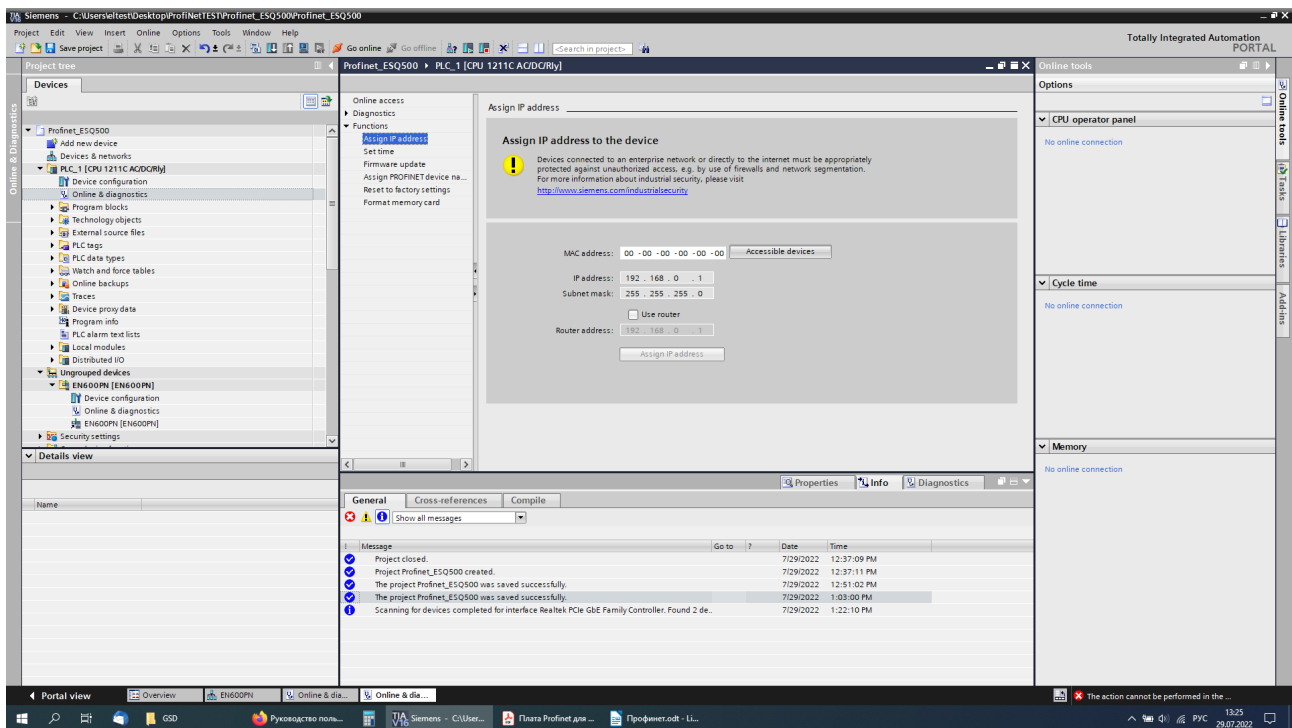 Siemens - C:\Users\eltest\Desktop\ProfiNetTEST\Profinet_ESQ500\Profinet_ESQ500
Project Edit View Insert Online Options Tools Window Help
Totally Integrated Automation
PORTAL
Save project
Go online
Go offline
<Search in project>
Project tree
Profinet_ESQ500 ▸ PLC_1 [CPU 1211C AC/DC/Rly]
Online tools
Devices
Options
Online & Diagnostics
Profinet_ESQ500
Add new device
Devices & networks
PLC_1 [CPU 1211C AC/DC/Rly]
Device configuration
Online & diagnostics
Program blocks
Technology objects
External source files
PLC tags
PLC data types
Watch and force tables
Online backups
Traces
Device proxy data
Program info
PLC alarm text lists
Local modules
Distributed I/O
Ungrouped devices
EN600PN [EN600PN]
Device configuration
Online & diagnostics
EN600PN [EN600PN]
Security settings
Details view
Name
Online access
Diagnostics
Functions
Assign IP address
Set time
Firmware update
Assign PROFINET device na...
Reset to factory settings
Format memory card
Assign IP address
Assign IP address to the device
Devices connected to an enterprise network or directly to the internet must be appropriately
protected against unauthorized access, e.g. by use of firewalls and network segmentation.
For more information about industrial security, please visit
http://www.siemens.com/industrialsecurity
MAC address: 00 -00 -00 -00 -00 -00 Accessible devices
IP address: 192 . 168 . 0 . 1
Subnet mask: 255 . 255 . 255 . 0
Use router
Router address: 192 . 168 . 0 . 1
Assign IP address
CPU operator panel
No online connection
Cycle time
No online connection
Memory
No online connection
Online tools
Tasks
Libraries
Add-ins
Properties Info Diagnostics
General Cross-references Compile
Show all messages
! Message Go to ? Date Time
Project closed. 7/29/2022 12:37:09 PM
Project Profinet_ESQ500 created. 7/29/2022 12:37:11 PM
The project Profinet_ESQ500 was saved successfully. 7/29/2022 12:51:02 PM
The project Profinet_ESQ500 was saved successfully. 7/29/2022 1:03:00 PM
Scanning for devices completed for interface Realtek PCIe GbE Family Controller. Found 2 de.. 7/29/2022 1:22:10 PM
Portal view Overview EN600PN Online & dia... Online & dia...
The action cannot be performed in the ...
GSD
Руководство поль...
Siemens - C:\User...
Плата Profinet для ...
Профинет.odt - Li...
РУС
13:25
29.07.2022